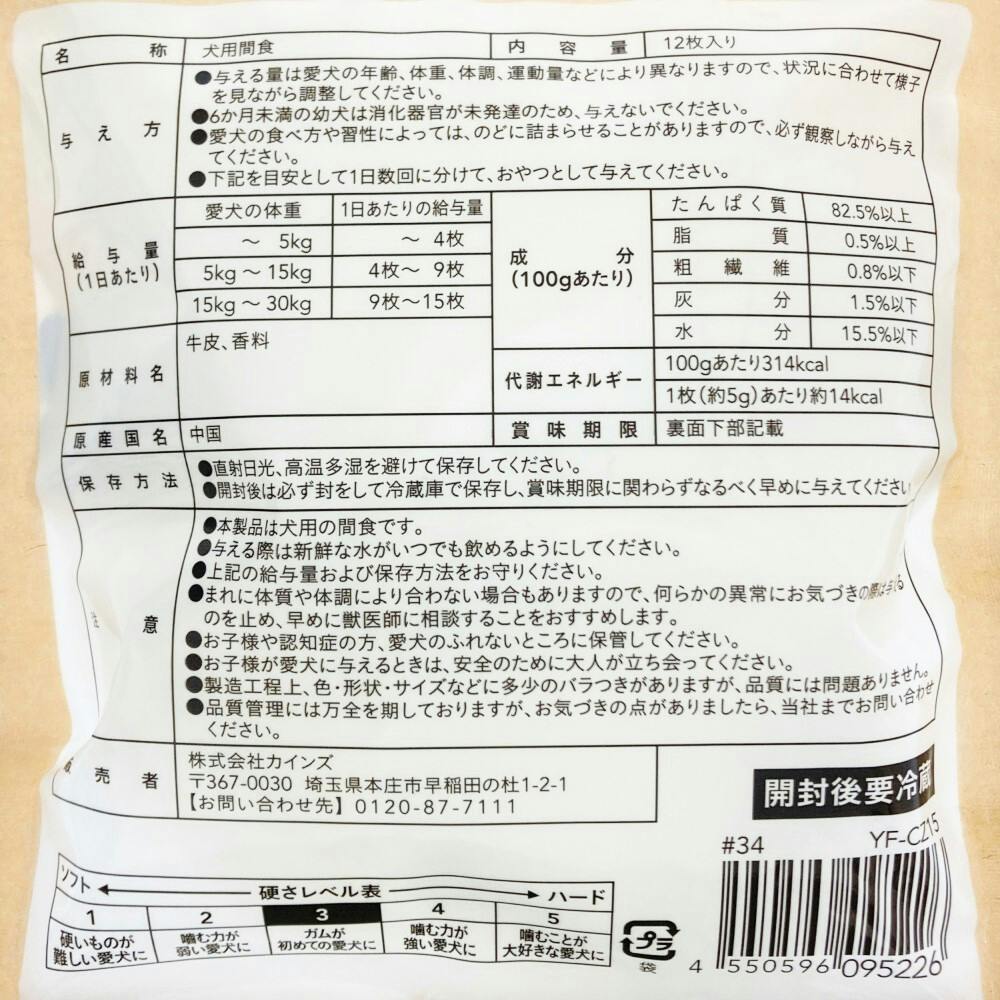 名称 犬用間食 内容量 12枚入り
与え方
●与える量は愛犬の年齢、体重、体調、運動量などにより異なりますので、状況に合わせて様子
を見ながら調整してください。
●6か月未満の幼犬は消化器官が未発達のため、与えないでください。
●愛犬の食べ方や習性によっては、のどに詰まらせることがありますので、必ず観察しながら与え
てください。
●下記を目安として1日数回に分けて、おやつとして与えてください。
給与量
(1日あたり)
愛犬の体重 1日あたりの給与量
～ 5kg ～ 4枚
5kg～15kg 4枚～ 9枚
15kg～30kg 9枚～15枚
成分
(100gあたり)
たんぱく質 82.5%以上
脂質 0.5%以上
粗繊維 0.8%以下
灰分 1.5%以下
水分 15.5%以下
原材料名 牛皮、香料
代謝エネルギー
100gあたり314kcal
1枚(約5g)あたり約14kcal
原産国名 中国 賞味期限 裏面下部記載
保存方法
●直射日光、高温多湿を避けて保存してください。
●開封後は必ず封をして冷蔵庫で保存し、賞味期限に関わらずなるべく早めに与えてください
注意
●本製品は犬用の間食です。
●与える際は新鮮な水がいつでも飲めるようにしてください。
●上記の給与量および保存方法をお守りください。
●まれに体質や体調により合わない場合もありますので、何らかの異常にお気づきの際は与える
のを止め、早めに獣医師に相談することをおすすめします。
●お子様や認知症の方、愛犬のふれないところに保管してください。
●お子様が愛犬に与えるときは、安全のために大人が立ち会ってください。
●製造工程上、色・形状・サイズなどに多少のバラつきがありますが、品質には問題ありません。
●品質管理には万全を期しておりますが、お気づきの点がありましたら、当社までお問い合わせ
ください。
販売者
株式会社カインズ
〒367-0030 埼玉県本庄市早稲田の杜1-2-1
【お問い合わせ先】0120-87-7111
開封後要冷蔵
#34 YF-CZ15
ソフト 硬さレベル表 ハード
1 2 3 4 5
硬いものが
難しい愛犬に
噛む力が
弱い愛犬に
ガムが
初めての愛犬に
噛む力が
強い愛犬に
噛むことが
大好きな愛犬に
プラ
袋
4 550596 095226